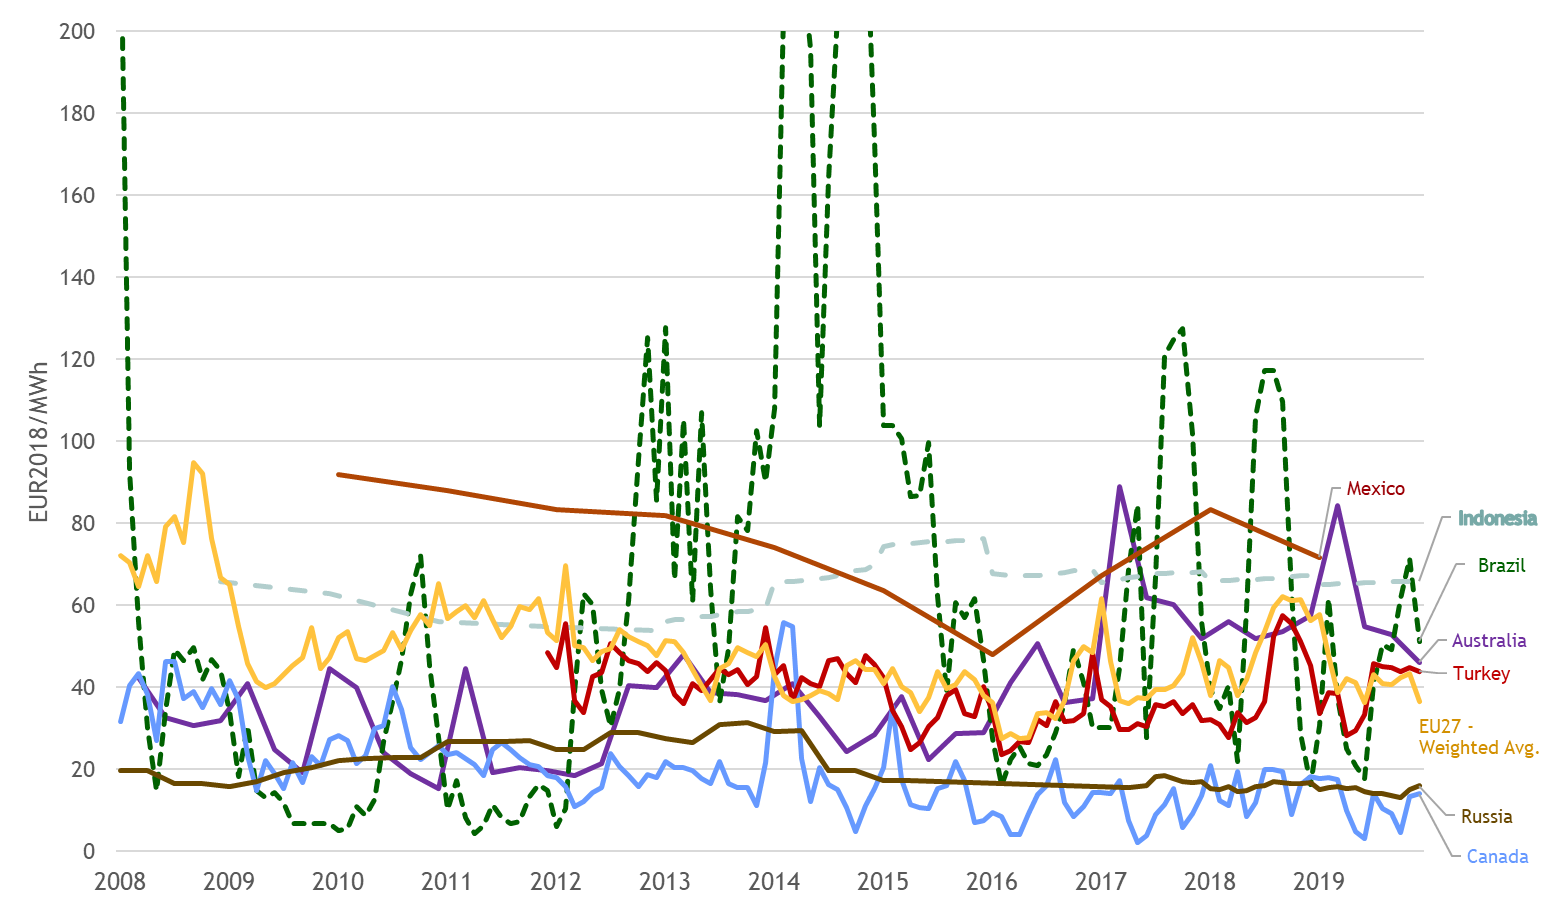 EUR2018/MWh
200
180
160
140
120
100
80
60
40
20
0
2008 2009 2010 2011 2012 2013 2014 2015 2016 2017 2018 2019
Mexico
Indonesia
Brazil
Australia
Turkey
EU27 -
Weighted Avg.
Russia
Canada